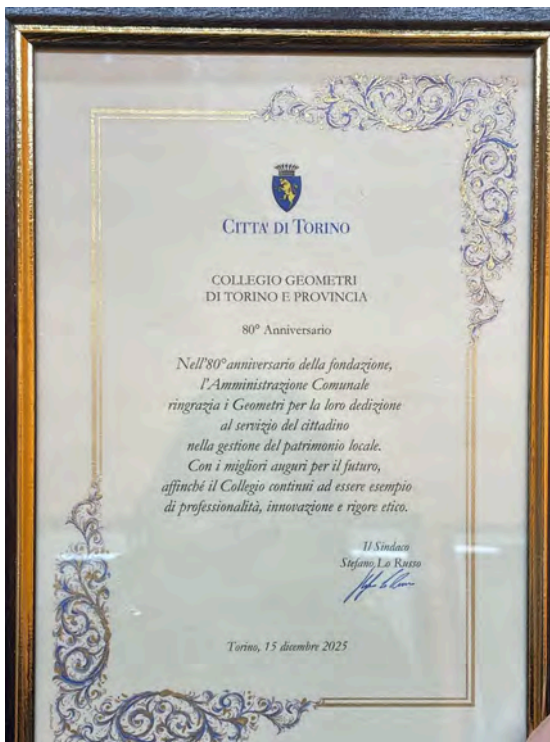 CITTA' DI TORINO
COLLEGIO GEOMETRI
DI TORINO E PROVINCIA
80° Anniversario
Nell'80° anniversario della fondazione,
l'Amministrazione Comunale
ringrazia i Geometri per la loro dedizione
al servizio del cittadino
nella gestione del patrimonio locale.
Con i migliori auguri per il futuro,
affinché il Collegio continui ad essere esempio
di professionalità, innovazione e rigore etico.
Il Sindaco
Stefano Lo Russo
Torino, 15 dicembre 2025